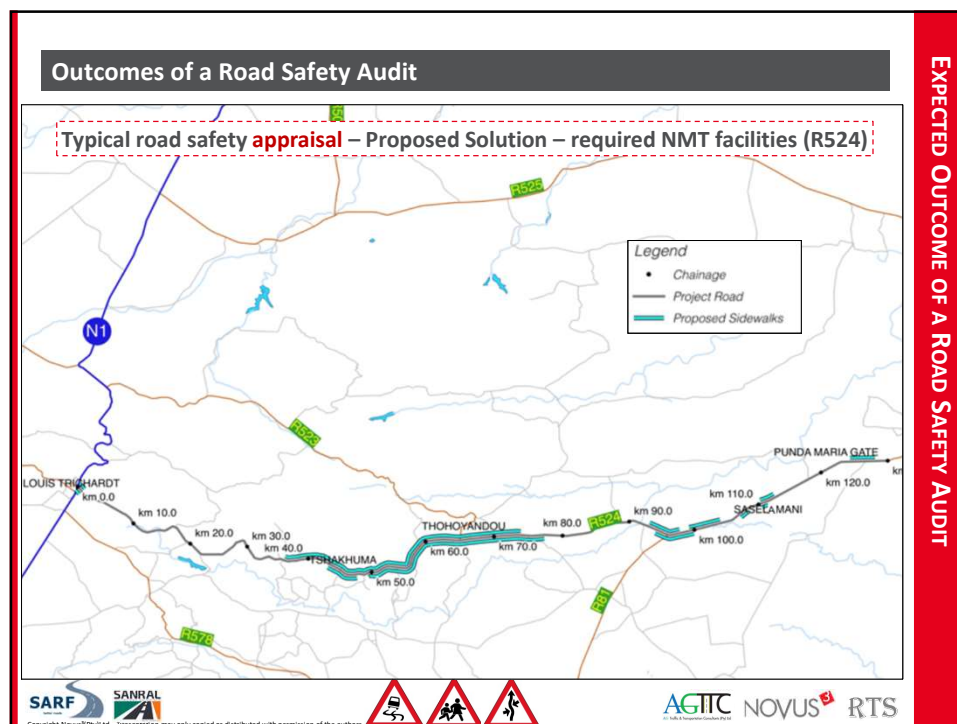 Outcomes of a Road Safety Audit
Typical road safety appraisal – Proposed Solution – required NMT facilities (R524)
R525
Legend
Chainage
Project Road
Proposed Sidewalks
N1
R523
PUNDA MARIA GATE
LOUIS TRICHARDT
km 0.0
km 10.0
km 20.0
km 30.0
km 40.0
TSHAKHUMA
km 50.0
THOHOYANDOU
km 60.0
km 70.0
km 80.0
R524
km 90.0
km 100.0
km 110.0
SASELAMANI
km 120.0
R81
R578
EXPECTED OUTCOME OF A ROAD SAFETY AUDIT
SARF
SANRAL
AGTTC
NOVUS3
RTS